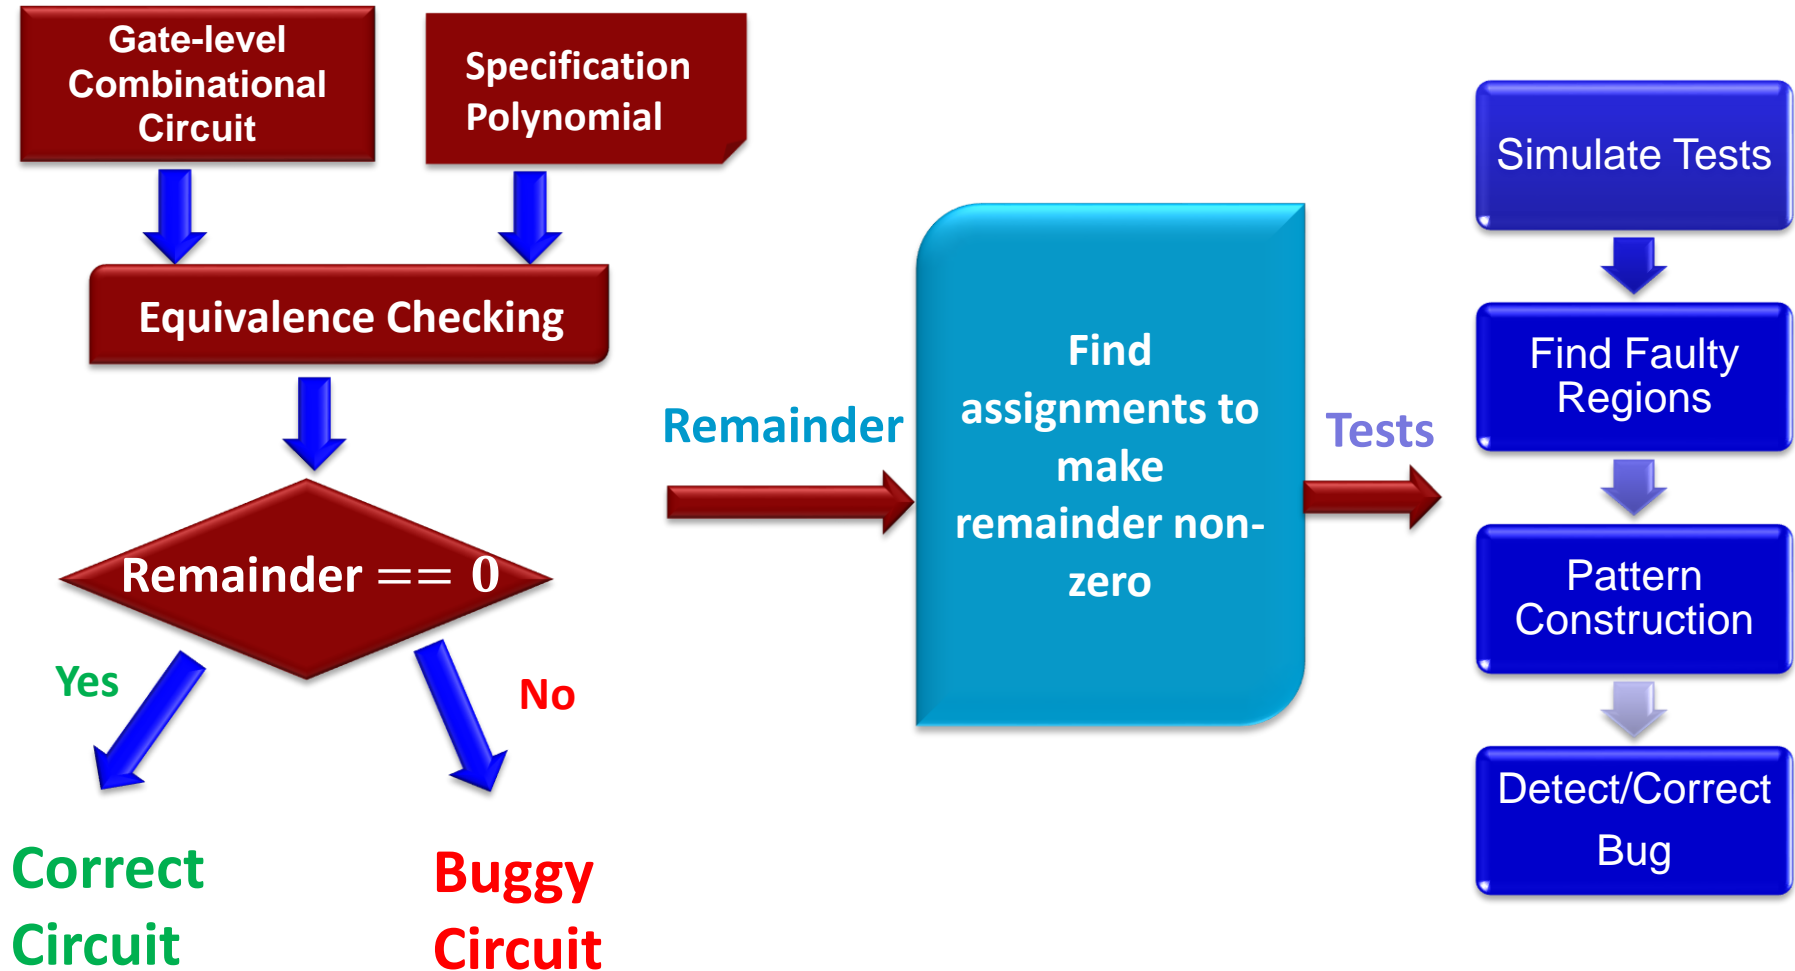 Gate-level
Combinational
Circuit
Specification
Polynomial
Equivalence Checking
Remainder == 0
Yes
No
Correct
Circuit
Buggy
Circuit
Remainder
Find
assignments to
make
remainder non-
zero
Tests
Simulate Tests
Find Faulty
Regions
Pattern
Construction
Detect/Correct
Bug